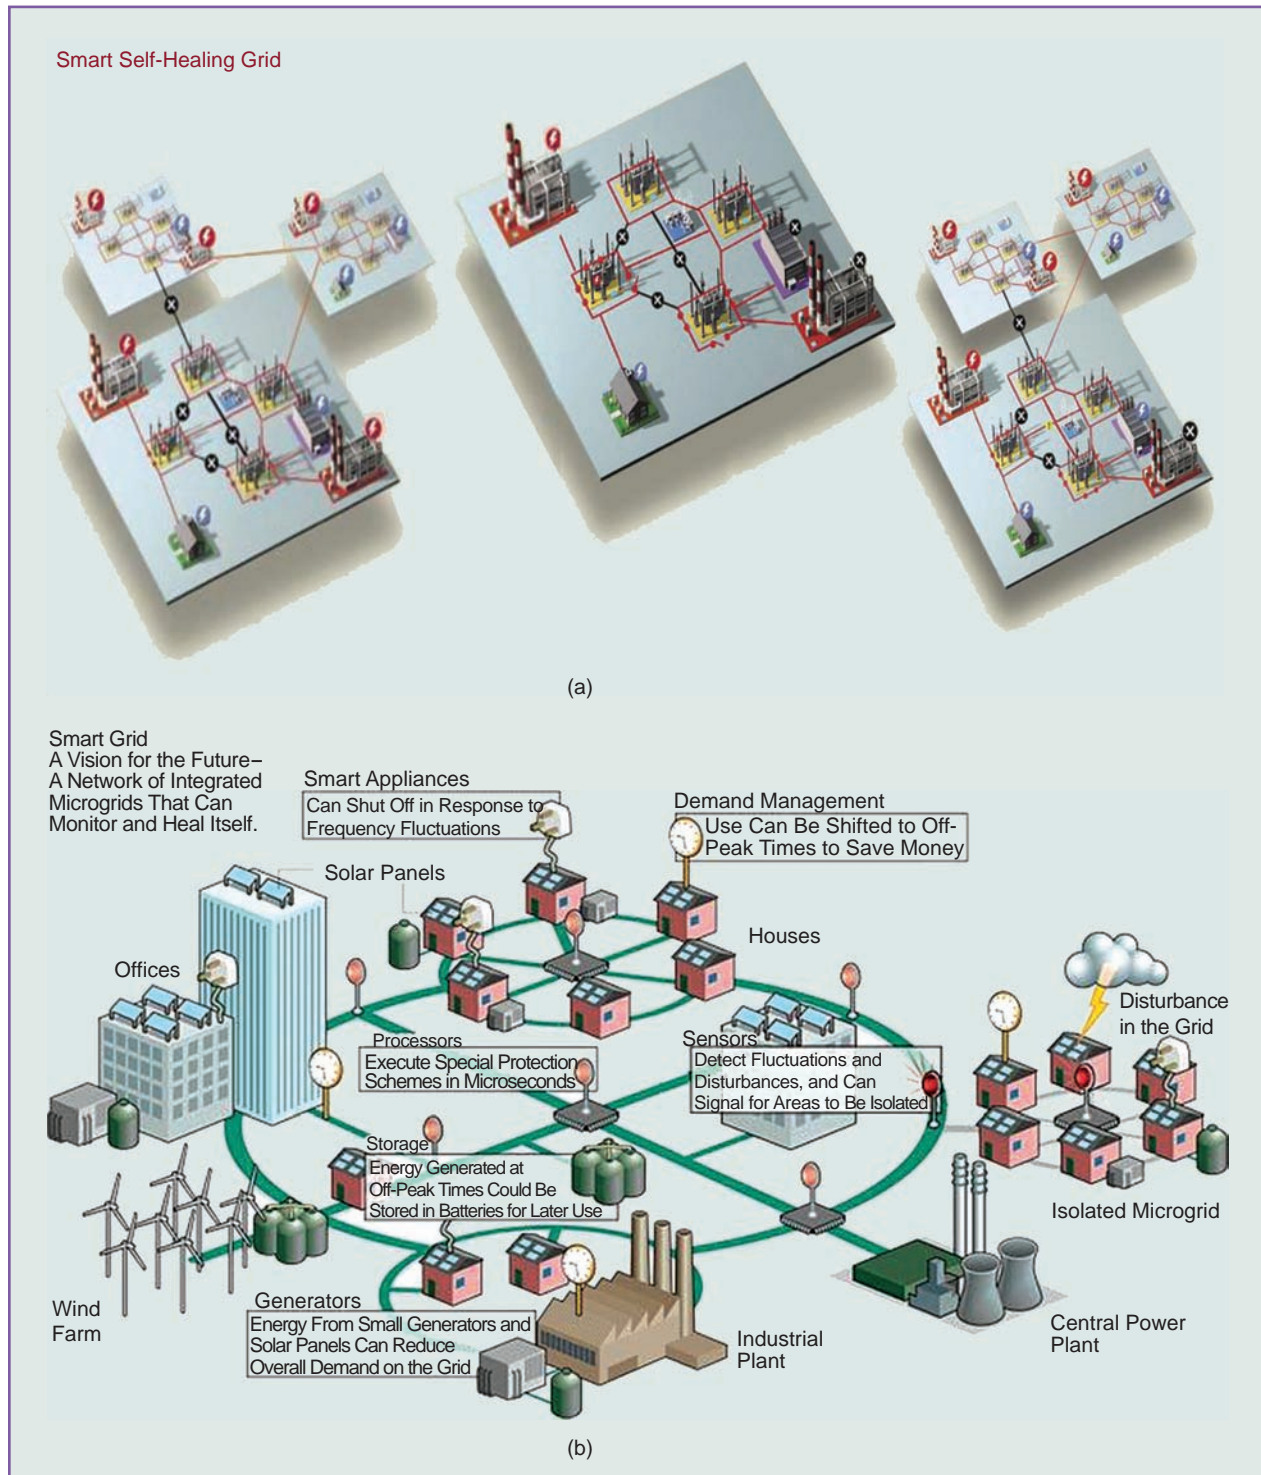 Smart Self-Healing Grid
(a)
Smart Grid
A Vision for the Future–
A Network of Integrated
Microgrids That Can
Monitor and Heal Itself.
Smart Appliances
Can Shut Off in Response to
Frequency Fluctuations
Demand Management
Use Can Be Shifted to Off-
Peak Times to Save Money
Solar Panels
Houses
Offices
Disturbance
in the Grid
Processors
Execute Special Protection
Schemes in Microseconds
Sensors
Detect Fluctuations and
Disturbances, and Can
Signal for Areas to Be Isolated
Storage
Energy Generated at
Off-Peak Times Could Be
Stored in Batteries for Later Use
Isolated Microgrid
Wind
Farm
Generators
Energy From Small Generators and
Solar Panels Can Reduce
Overall Demand on the Grid
Industrial
Plant
Central Power
Plant
(b)